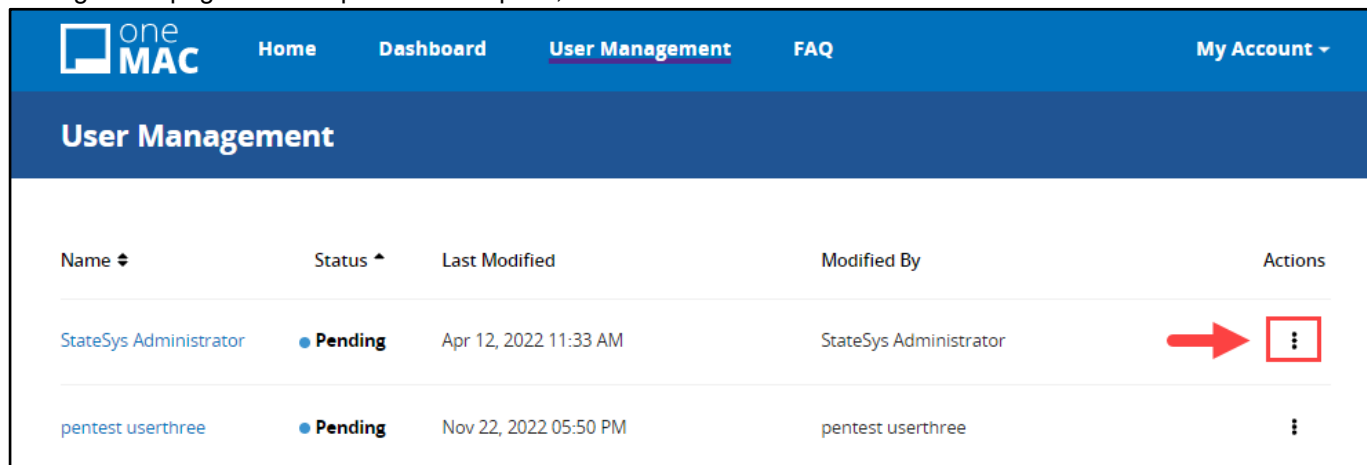 one
MAC
Home Dashboard User Management FAQ My Account
User Management
Name Status Last Modified Modified By Actions
StateSys Administrator Pending Apr 12, 2022 11:33 AM StateSys Administrator
pentest userthree Pending Nov 22, 2022 05:50 PM pentest userthree